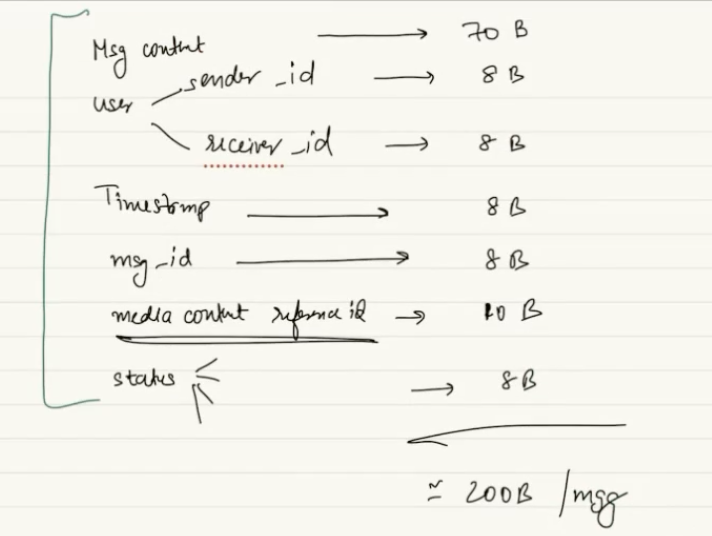 Msg content → 70 B
user sender_id → 8 B
receiver_id → 8 B
Timestamp → 8 B
msg_id → 8 B
media content reference id → 10 B
status → 8 B
≃ 200B /msg